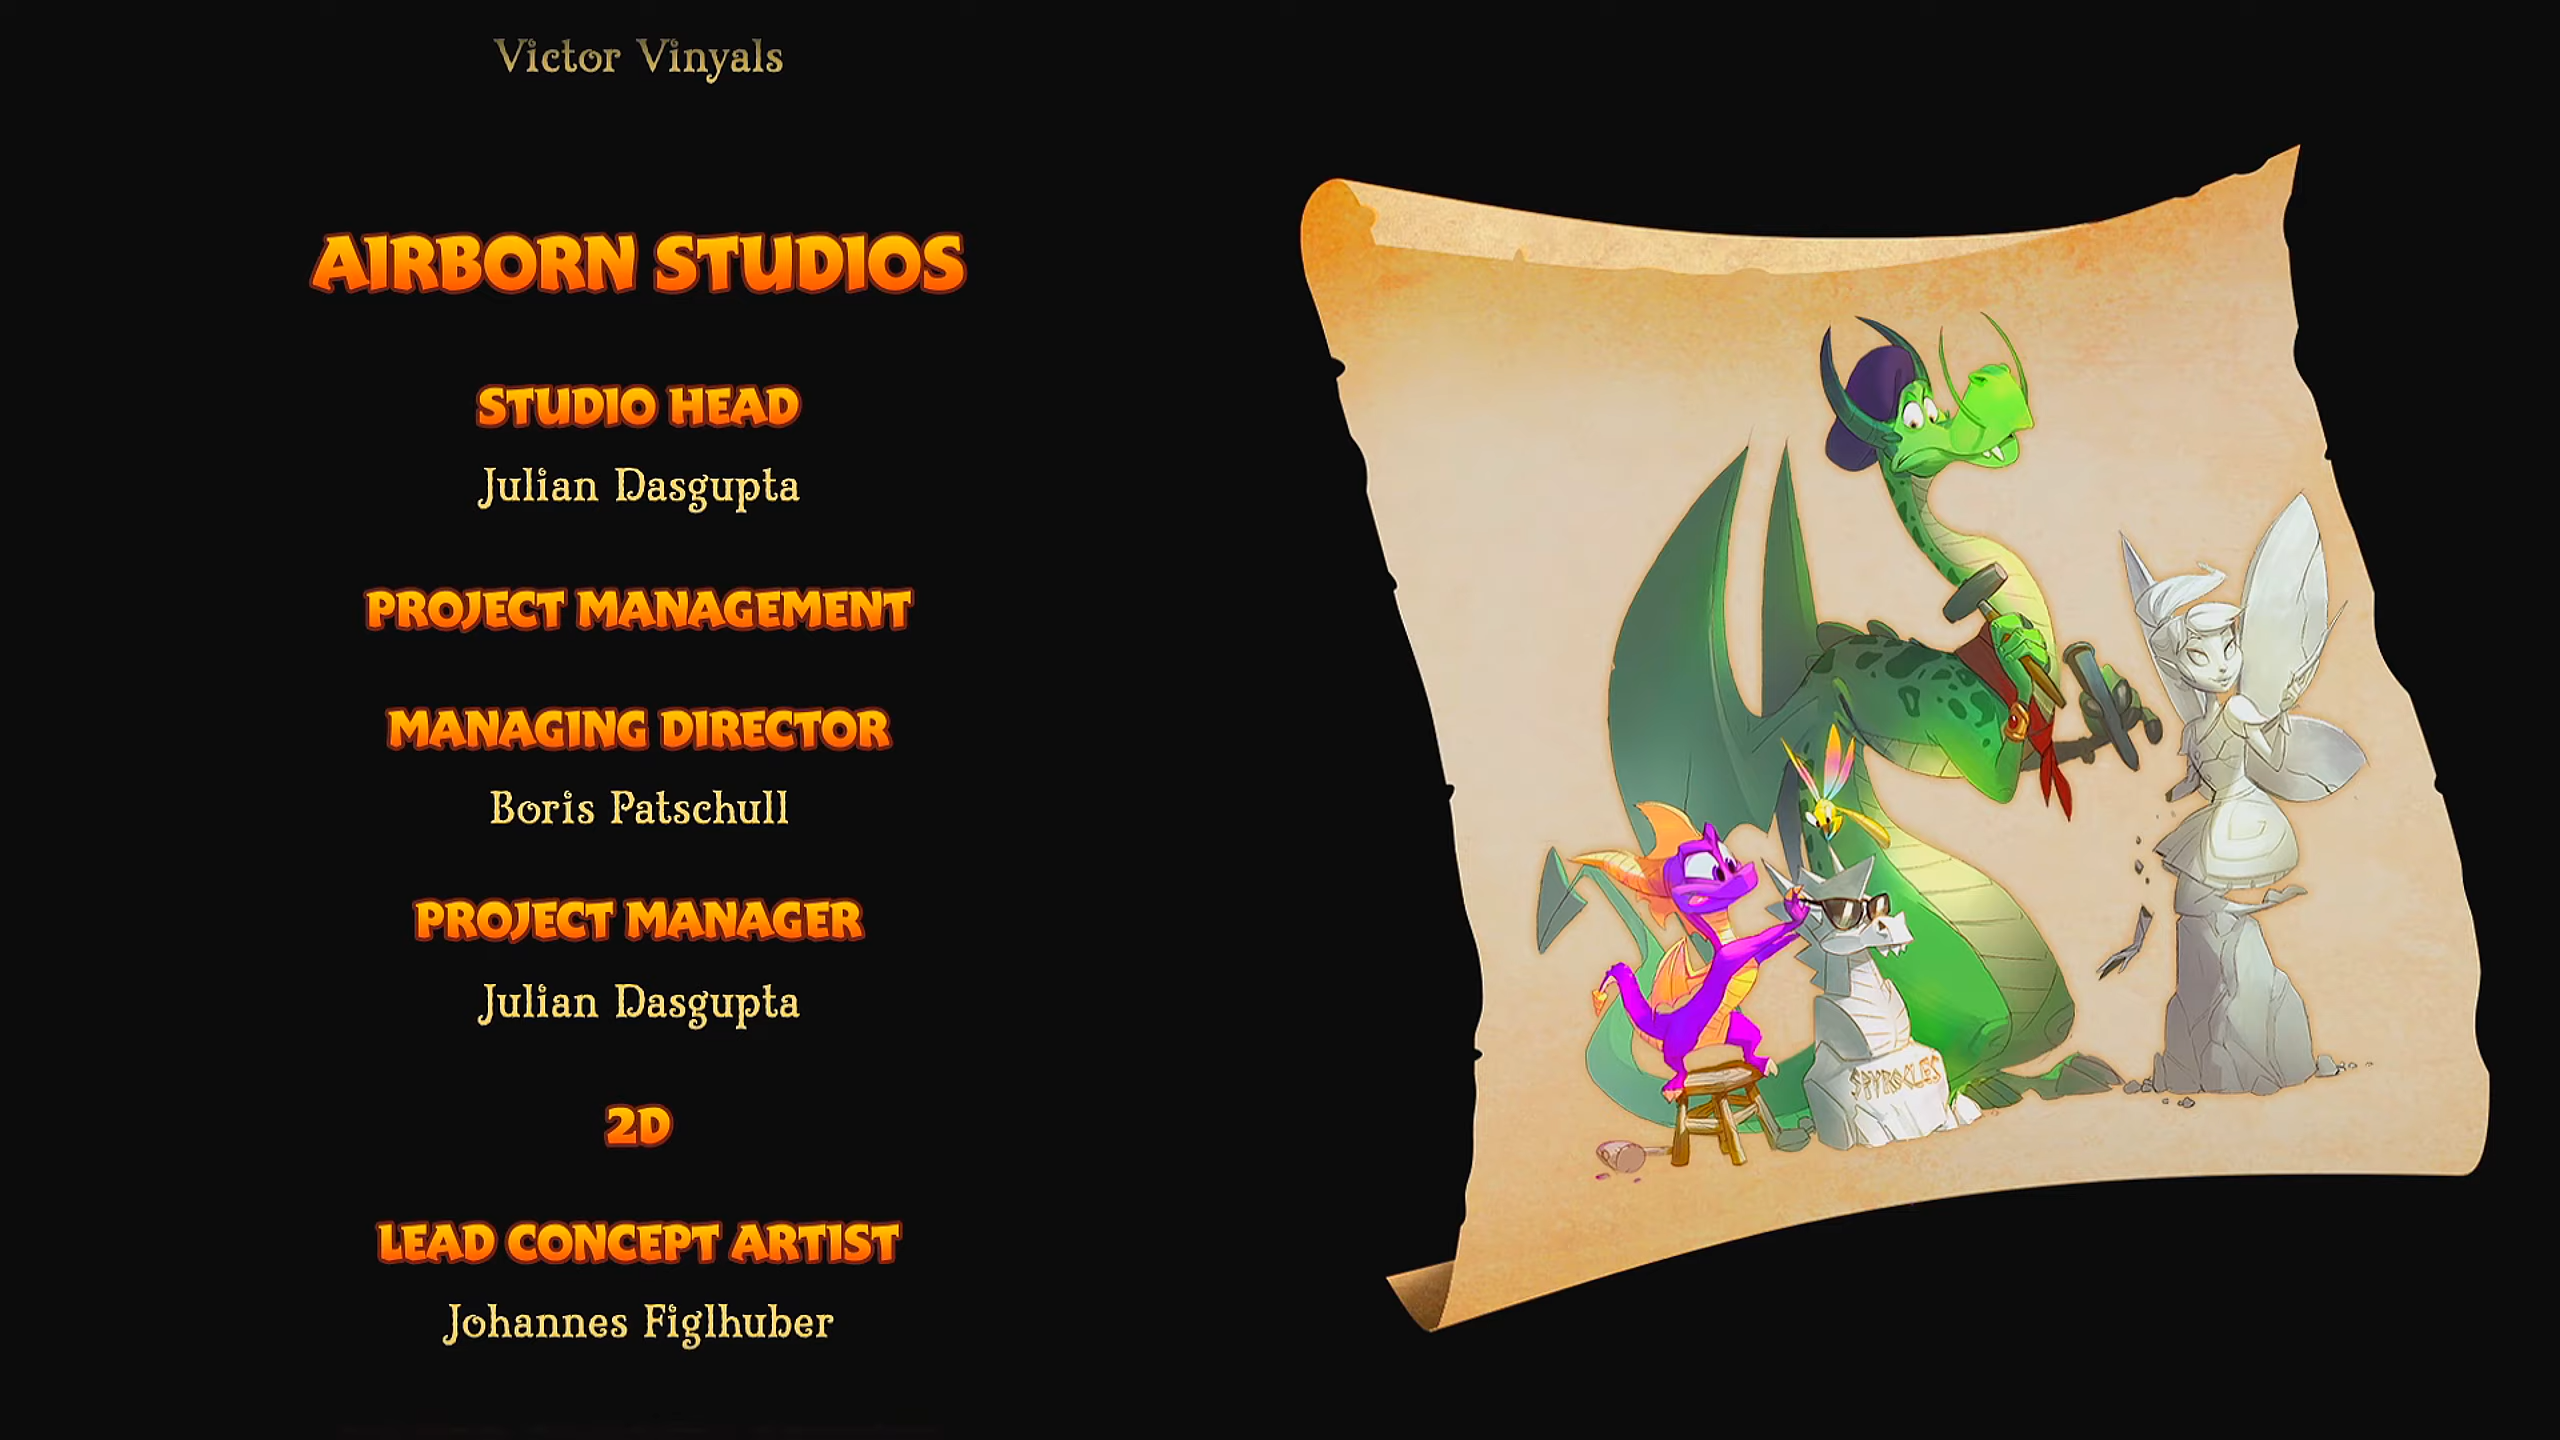 Victor Vinyals
AIRBORN STUDIOS
STUDIO HEAD
Julian Dasgupta
PROJECT MANAGEMENT
MANAGING DIRECTOR
Boris Patschull
PROJECT MANAGER
Julian Dasgupta
2D
LEAD CONCEPT ARTIST
Johannes Figlhuber
SPYROCLES